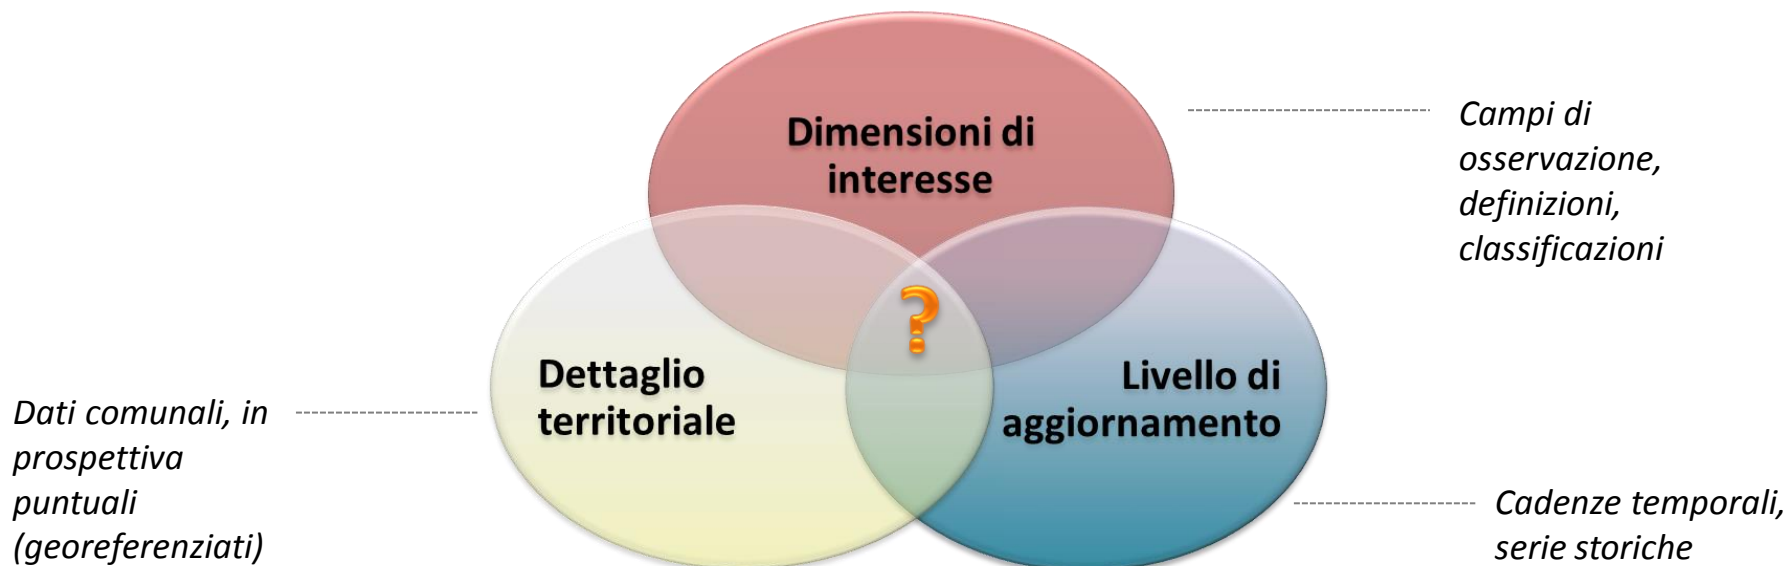 Dimensioni di
interesse
Campi di
osservazione,
definizioni,
classificazioni
?
Dettaglio
territoriale
Livello di
aggiornamento
Dati comunali, in
prospettiva
puntuali
(georeferenziati)
Cadenze temporali,
serie storiche